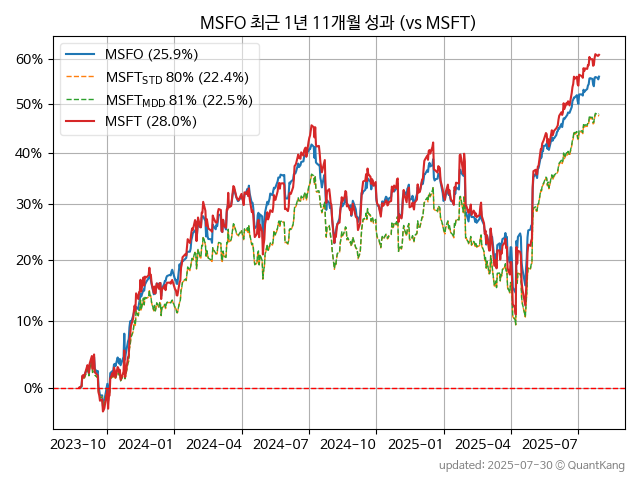 MSFO 최근 1년 11개월 성과 (vs MSFT)
MSFO (25.9%)
MSFT_STD 80% (22.4%)
MSFT_MDD 81% (22.5%)
MSFT (28.0%)
60%
50%
40%
30%
20%
10%
0%
2023-10 2024-01 2024-04 2024-07 2024-10 2025-01 2025-04 2025-07
updated: 2025-07-30 © QuantKang